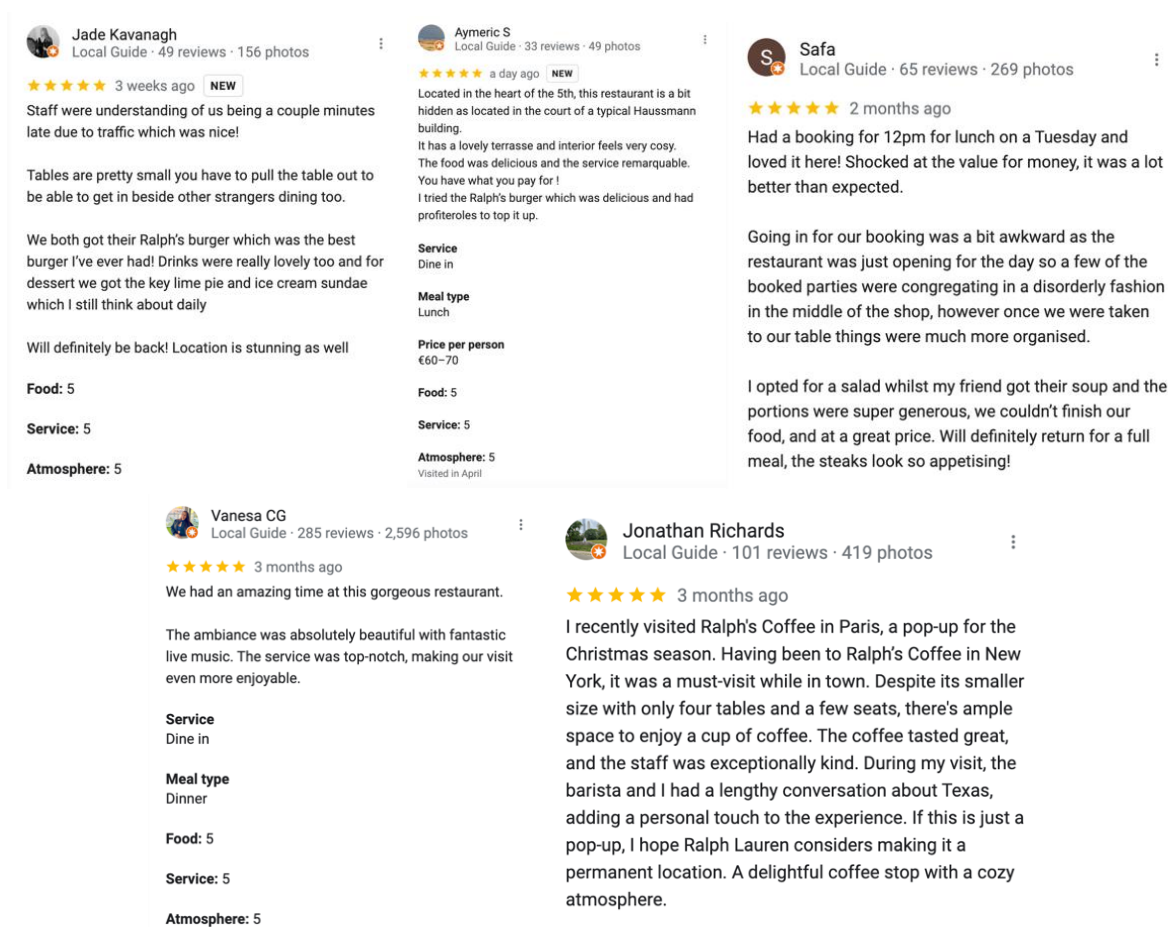 Jade Kavanagh
Local Guide · 49 reviews · 156 photos
3 weeks ago NEW
Staff were understanding of us being a couple minutes
late due to traffic which was nice!
Tables are pretty small you have to pull the table out to
be able to get in beside other strangers dining too.
We both got their Ralph's burger which was the best
burger I've ever had! Drinks were really lovely too and for
dessert we got the key lime pie and ice cream sundae
which I still think about daily
Will definitely be back! Location is stunning as well
Food: 5
Service: 5
Atmosphere: 5
Aymeric S
Local Guide · 33 reviews · 49 photos
a day ago NEW
Located in the heart of the 5th, this restaurant is a bit
hidden as located in the court of a typical Haussmann
building.
It has a lovely terrasse and interior feels very cosy.
The food was delicious and the service remarquable.
You have what you pay for !
I tried the Ralph's burger which was delicious and had
profiteroles to top it up.
Service
Dine in
Meal type
Lunch
Price per person
€60–70
Food: 5
Service: 5
Atmosphere: 5
Visited in April
S
Safa
Local Guide · 65 reviews · 269 photos
2 months ago
Had a booking for 12pm for lunch on a Tuesday and
loved it here! Shocked at the value for money, it was a lot
better than expected.
Going in for our booking was a bit awkward as the
restaurant was just opening for the day so a few of the
booked parties were congregating in a disorderly fashion
in the middle of the shop, however once we were taken
to our table things were much more organised.
I opted for a salad whilst my friend got their soup and the
portions were super generous, we couldn't finish our
food, and at a great price. Will definitely return for a full
meal, the steaks look so appetising!
Vanesa CG
Local Guide · 285 reviews · 2,596 photos
3 months ago
We had an amazing time at this gorgeous restaurant.
The ambiance was absolutely beautiful with fantastic
live music. The service was top-notch, making our visit
even more enjoyable.
Service
Dine in
Meal type
Dinner
Food: 5
Service: 5
Atmosphere: 5
Jonathan Richards
Local Guide · 101 reviews · 419 photos
3 months ago
I recently visited Ralph's Coffee in Paris, a pop-up for the
Christmas season. Having been to Ralph's Coffee in New
York, it was a must-visit while in town. Despite its smaller
size with only four tables and a few seats, there's ample
space to enjoy a cup of coffee. The coffee tasted great,
and the staff was exceptionally kind. During my visit, the
barista and I had a lengthy conversation about Texas,
adding a personal touch to the experience. If this is just a
pop-up, I hope Ralph Lauren considers making it a
permanent location. A delightful coffee stop with a cozy
atmosphere.